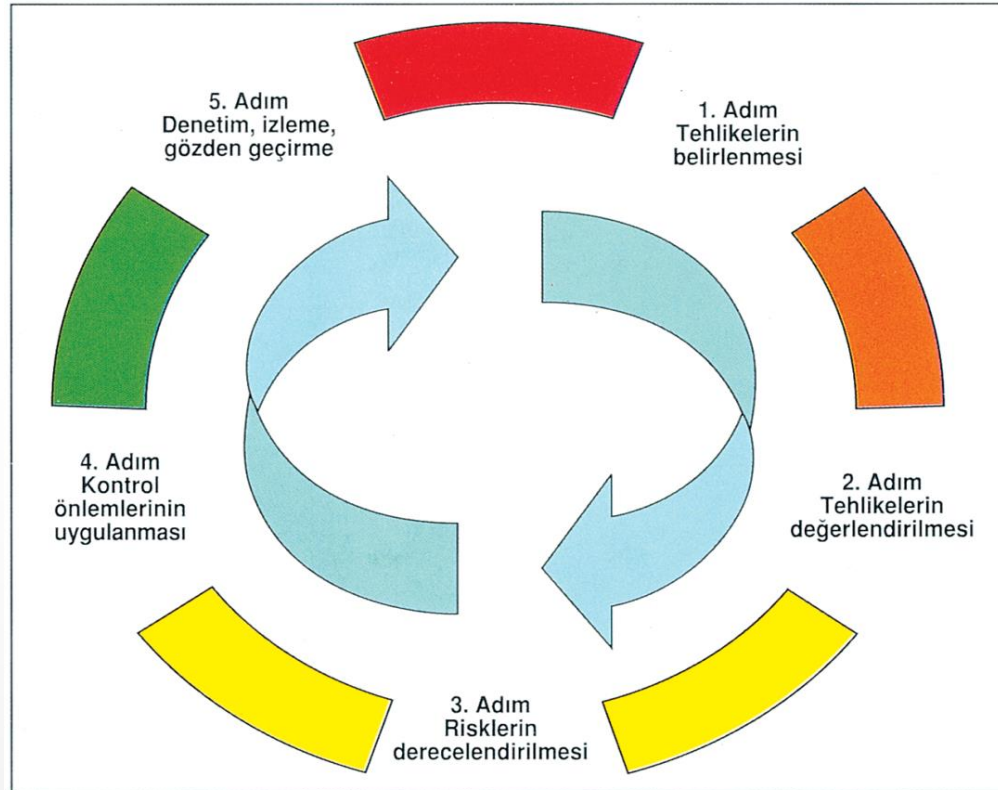 1. Adım
Tehlikelerin
belirlenmesi
2. Adım
Tehlikelerin
değerlendirilmesi
3. Adım
Risklerin
derecelendirilmesi
4. Adım
Kontrol
önlemlerinin
uygulanması
5. Adım
Denetim, izleme,
gözden geçirme